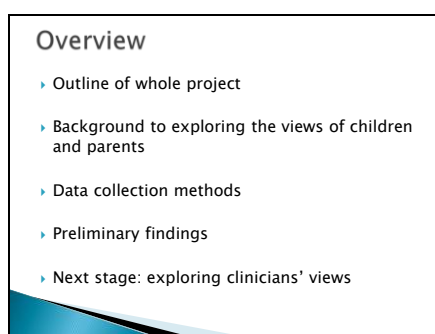 Overview
Outline of whole project
Background to exploring the views of children
and parents
Data collection methods
Preliminary findings
Next stage: exploring clinicians’ views